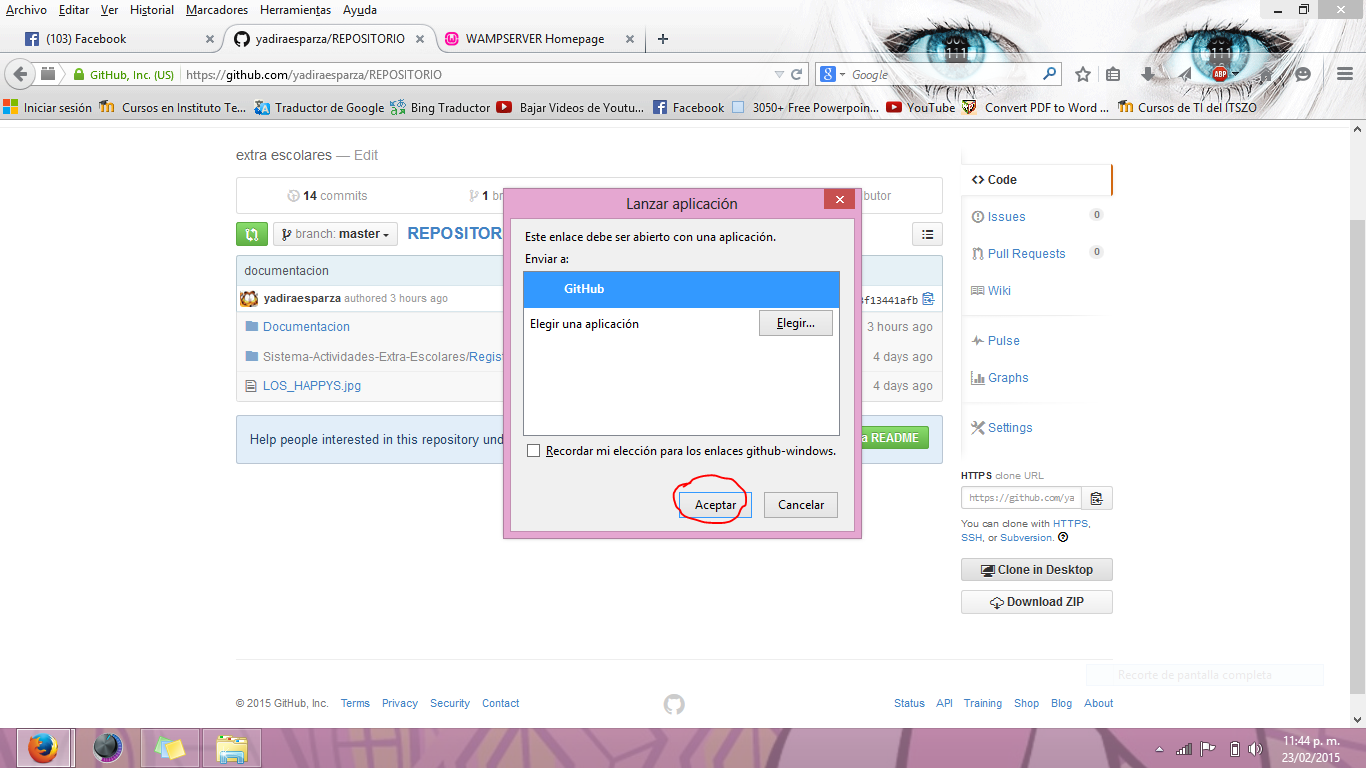 Archivo Editar Ver Historial Marcadores Herramientas Ayuda
(103) Facebook yadiraesparza/REPOSITORIO WAMPSERVER Homepage
GitHub, Inc. (US) https://github.com/yadiraesparza/REPOSITORIO Google ABP
Iniciar sesión Cursos en Instituto Te... Traductor de Google Bing Traductor Bajar Videos de Youtu... Facebook 3050+ Free Powerpoin... YouTube Convert PDF to Word ... Cursos de TI del ITSZO
extra escolares — Edit
14 commits 1 br butor
branch: master REPOSITOR
documentacion
yadiraesparza authored 3 hours ago f13441afb
Documentacion 3 hours ago
Sistema-Actividades-Extra-Escolares/Regist 4 days ago
LOS_HAPPYS.jpg 4 days ago
Help people interested in this repository und a README
Lanzar aplicación
Este enlace debe ser abierto con una aplicación.
Enviar a:
GitHub
Elegir una aplicación Elegir...
Recordar mi elección para los enlaces github-windows.
Aceptar Cancelar
Code
Issues 0
Pull Requests 0
Wiki
Pulse
Graphs
Settings
HTTPS clone URL
https://github.com/ya
You can clone with HTTPS,
SSH, or Subversion.
Clone in Desktop
Download ZIP
Recorte de pantalla completa
© 2015 GitHub, Inc. Terms Privacy Security Contact Status API Training Shop Blog About
11:44 p. m.
23/02/2015